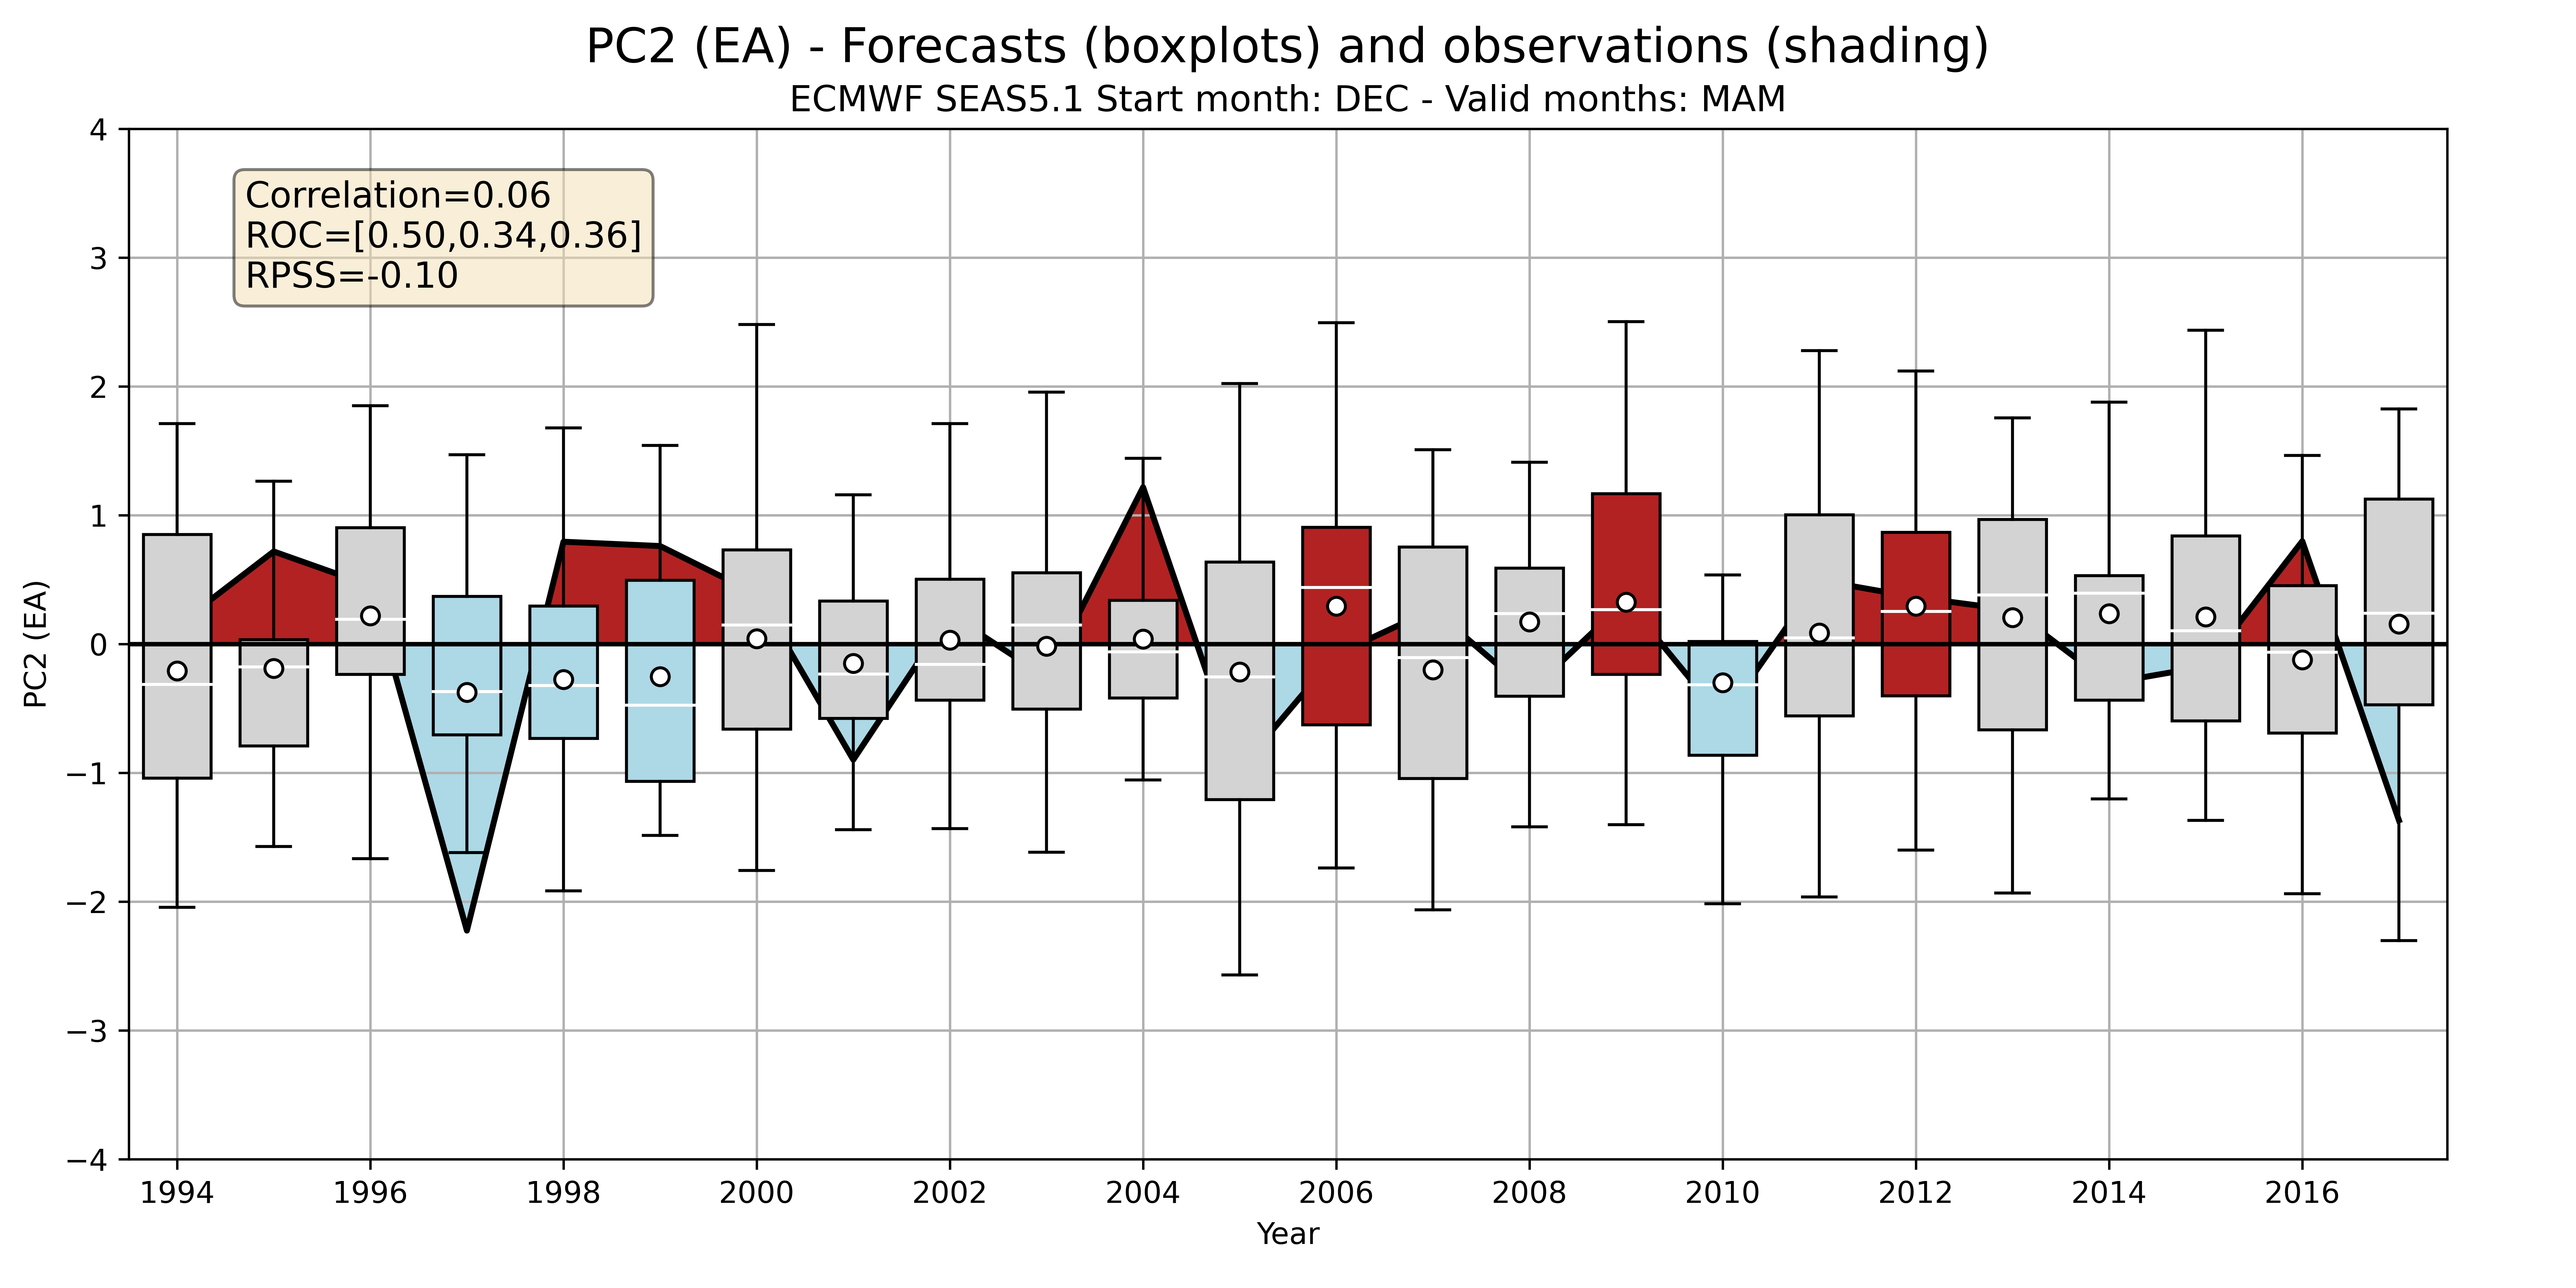 PC2 (EA) - Forecasts (boxplots) and observations (shading)
ECMWF SEAS5.1 Start month: DEC - Valid months: MAM
Correlation=0.06
ROC=[0.50,0.34,0.36]
RPSS=-0.10
PC2 (EA)
4
3
2
1
0
−1
−2
−3
−4
1994 1996 1998 2000 2002 2004 2006 2008 2010 2012 2014 2016
Year